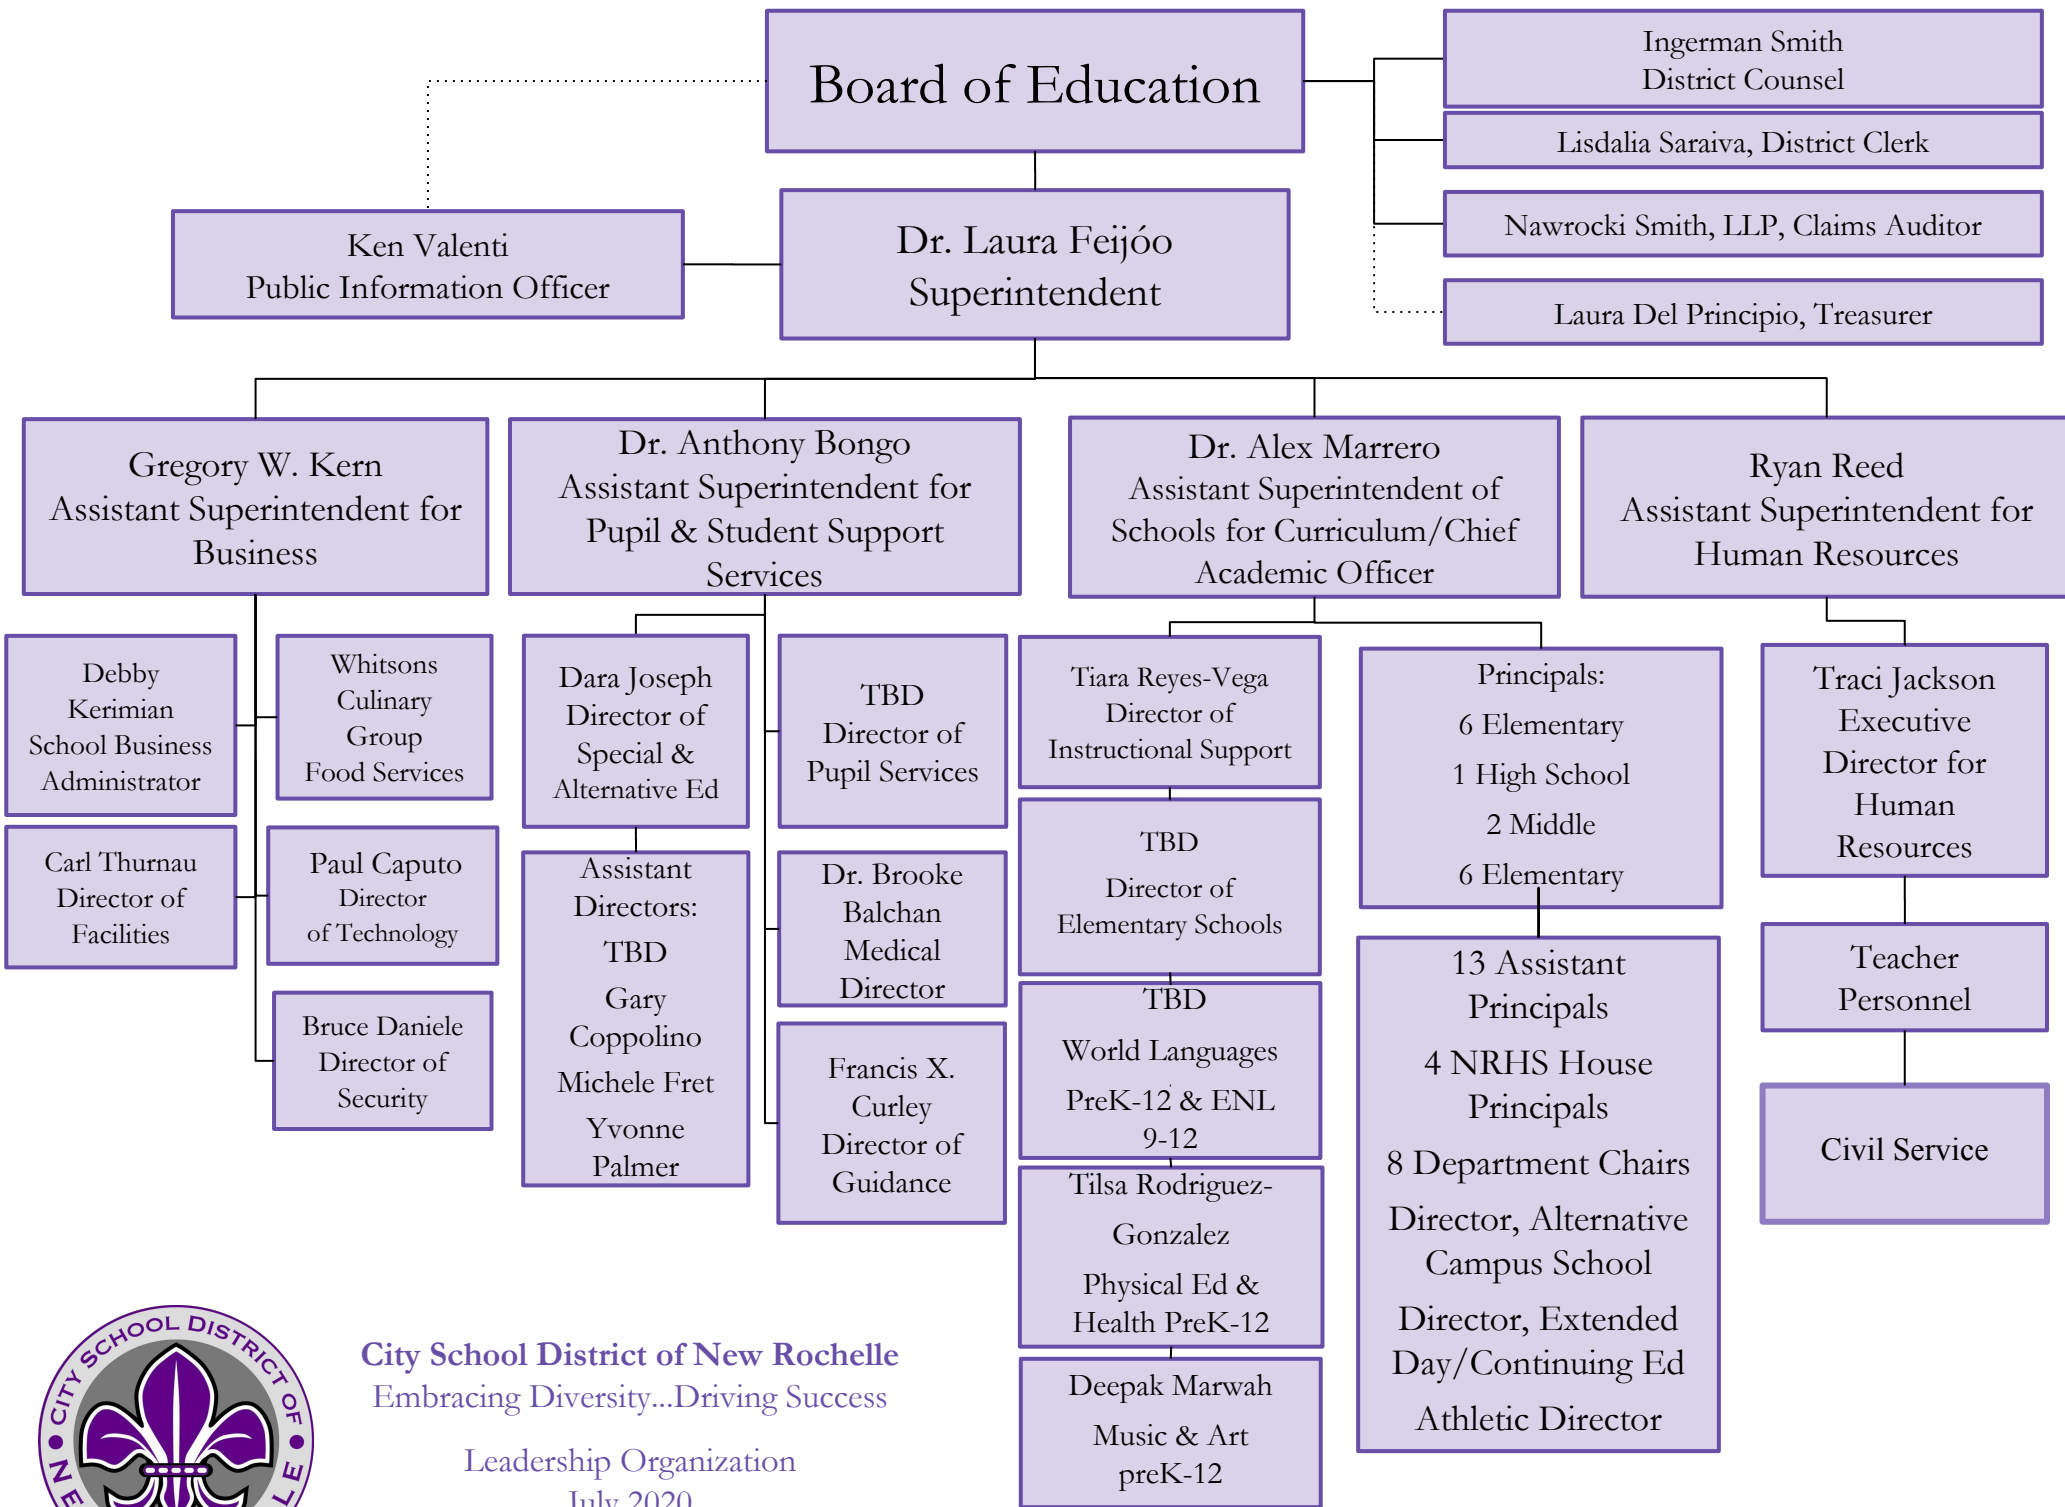 Board of Education
Ingerman Smith
District Counsel
Lisdalia Saraiva, District Clerk
Nawrocki Smith, LLP, Claims Auditor
Laura Del Principio, Treasurer
Ken Valenti
Public Information Officer
Dr. Laura Feijóo
Superintendent
Gregory W. Kern
Assistant Superintendent for
Business
Dr. Anthony Bongo
Assistant Superintendent for
Pupil & Student Support
Services
Dr. Alex Marrero
Assistant Superintendent of
Schools for Curriculum/Chief
Academic Officer
Ryan Reed
Assistant Superintendent for
Human Resources
Debby
Kerimian
School Business
Administrator
Whitsons
Culinary
Group
Food Services
Carl Thurnau
Director of
Facilities
Paul Caputo
Director
of Technology
Bruce Daniele
Director of
Security
Dara Joseph
Director of
Special &
Alternative Ed
Assistant
Directors:
TBD
Gary
Coppolino
Michele Fret
Yvonne
Palmer
TBD
Director of
Pupil Services
Dr. Brooke
Balchan
Medical
Director
Francis X.
Curley
Director of
Guidance
Tiara Reyes-Vega
Director of
Instructional Support
TBD
Director of
Elementary Schools
TBD
World Languages
PreK-12 & ENL
9-12
Tilsa Rodriguez-
Gonzalez
Physical Ed &
Health PreK-12
Deepak Marwah
Music & Art
preK-12
Principals:
6 Elementary
1 High School
2 Middle
6 Elementary
13 Assistant
Principals
4 NRHS House
Principals
8 Department Chairs
Director, Alternative
Campus School
Director, Extended
Day/Continuing Ed
Athletic Director
Traci Jackson
Executive
Director for
Human
Resources
Teacher
Personnel
Civil Service
CITY SCHOOL DISTRICT OF
City School District of New Rochelle
Embracing Diversity...Driving Success
Leadership Organization
July 2020